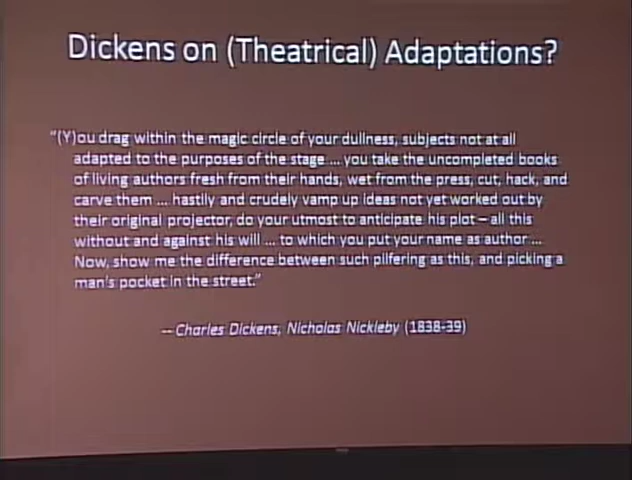 Dickens on (Theatrical) Adaptations?
"(Y)ou drag within the magic circle of your dullness, subjects not at all
adapted to the purposes of the stage ... you take the uncompleted books
of living authors fresh from their hands, wet from the press, cut, hack, and
carve them ... hastily and crudely vamp up ideas not yet worked out by
their original projector, do your utmost to anticipate his plot – all this
without and against his will ... to which you put your name as author ...
Now, show me the difference between such pilfering as this, and picking a
man's pocket in the street."
-- Charles Dickens, Nicholas Nickleby (1838-39)